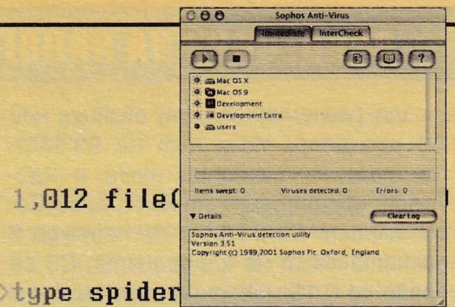 Sophos Anti-Virus
Immediate InterCheck
?
Mac OS X
Mac OS 9
Development
Development Extra
users
Items swept: 0 Viruses detected: 0 Errors: 0
1,012 file(
Details Clear Log
Sophos Anti-Virus detection utility
Version 3.51
Copyright (c) 1989,2001 Sophos Plc. Oxford, England
>type spider